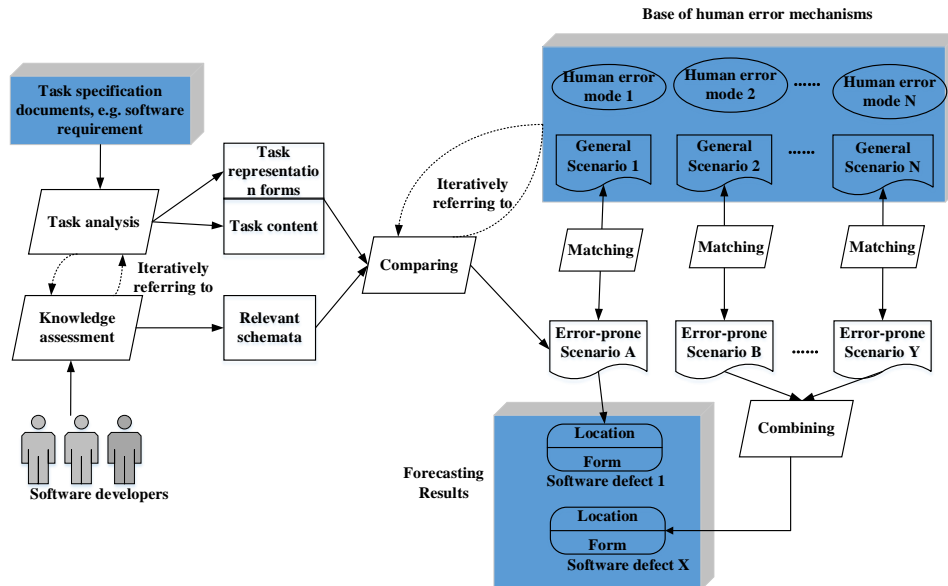 Base of human error mechanisms
Task specification
documents, e.g. software
requirement
Human error
mode 1
Human error
mode 2
......
Human error
mode N
General
Scenario 1
General
Scenario 2
......
General
Scenario N
Task
representatio
n forms
Task content
Task analysis
Iteratively
referring to
Iteratively
referring to
Comparing
Matching
Matching
Matching
Knowledge
assessment
Relevant
schemata
Error-prone
Scenario A
Error-prone
Scenario B
......
Error-prone
Scenario Y
Combining
Software developers
Forecasting
Results
Location
Form
Software defect 1
Location
Form
Software defect X